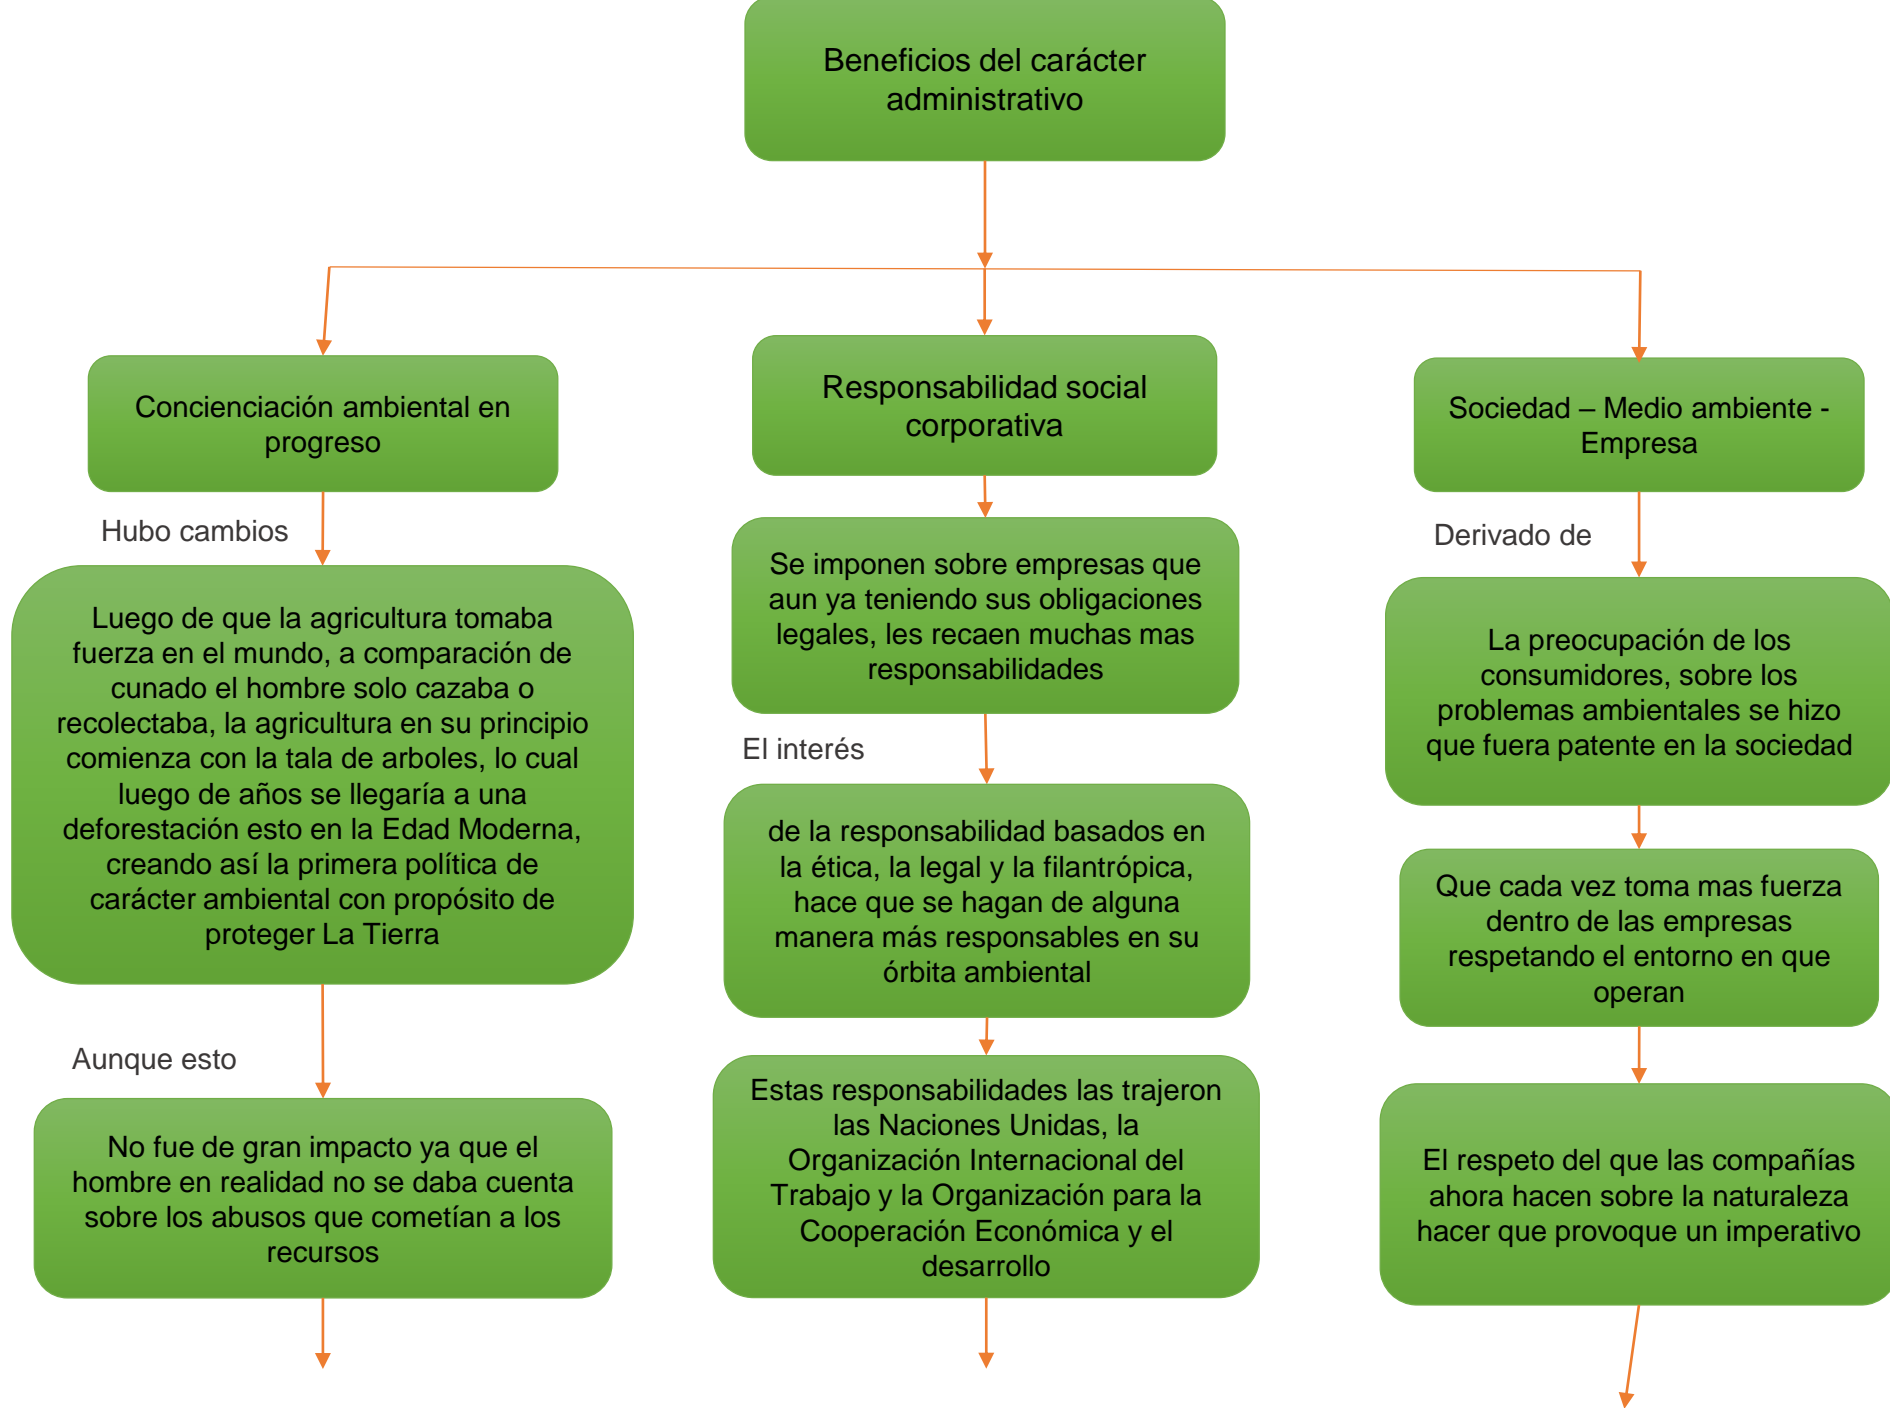 Beneficios del carácter
administrativo
Concienciación ambiental en
progreso
Hubo cambios
Luego de que la agricultura tomaba
fuerza en el mundo, a comparación de
cunado el hombre solo cazaba o
recolectaba, la agricultura en su principio
comienza con la tala de arboles, lo cual
luego de años se llegaría a una
deforestación esto en la Edad Moderna,
creando así la primera política de
carácter ambiental con propósito de
proteger La Tierra
Aunque esto
No fue de gran impacto ya que el
hombre en realidad no se daba cuenta
sobre los abusos que cometían a los
recursos
Responsabilidad social
corporativa
Se imponen sobre empresas que
aun ya teniendo sus obligaciones
legales, les recaen muchas mas
responsabilidades
El interés
de la responsabilidad basados en
la ética, la legal y la filantrópica,
hace que se hagan de alguna
manera más responsables en su
órbita ambiental
Estas responsabilidades las trajeron
las Naciones Unidas, la
Organización Internacional del
Trabajo y la Organización para la
Cooperación Económica y el
desarrollo
Sociedad – Medio ambiente -
Empresa
Derivado de
La preocupación de los
consumidores, sobre los
problemas ambientales se hizo
que fuera patente en la sociedad
Que cada vez toma mas fuerza
dentro de las empresas
respetando el entorno en que
operan
El respeto del que las compañías
ahora hacen sobre la naturaleza
hacer que provoque un imperativo